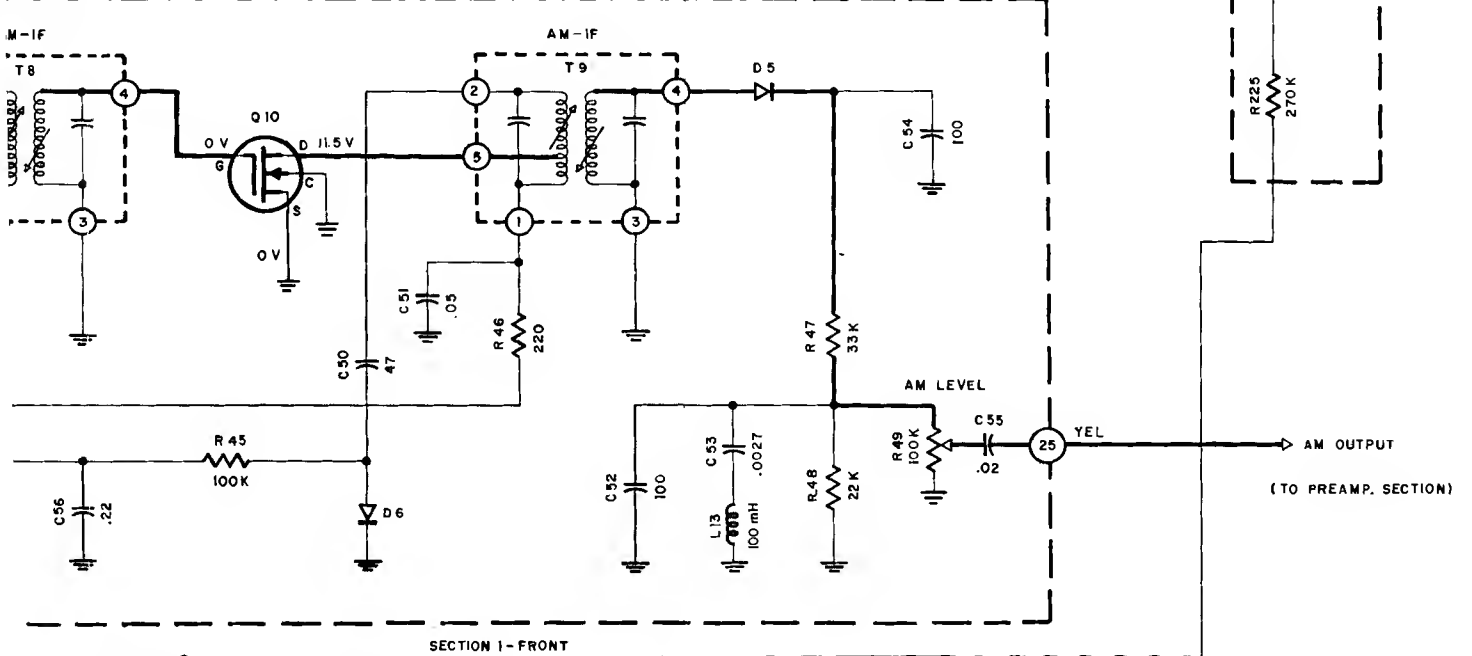 M-IF
T8
4
3
Q10
0 V
G
D
11.5 V
C
S
0 V
AM-IF
T9
2
5
1
3
4
D5
C54
100
R225
270K
C51
.05
R46
220
C50
47
R47
33K
AM LEVEL
R45
100K
C56
.22
D6
C52
100
C53
.0027
L13
100 mH
R48
22K
R49
100K
C55
.02
25
YEL
AM OUTPUT
(TO PREAMP. SECTION)
SECTION 1-FRONT